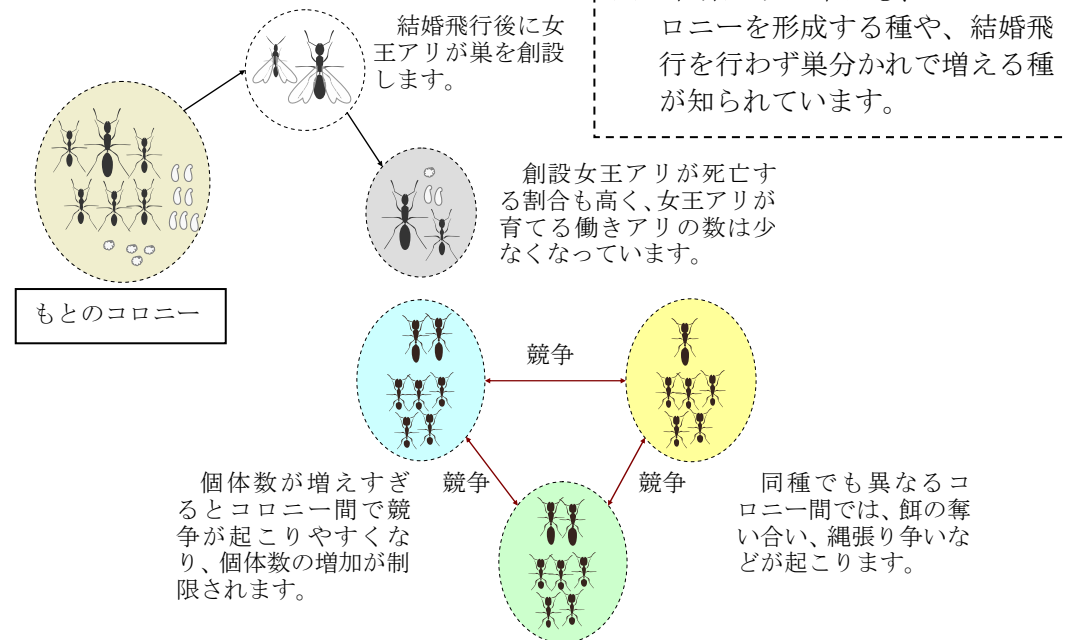 ロニーを形成する種や、結婚飛
行を行わず巣分かれで増える種
が知られています。
結婚飛行後に女
王アリが巣を創設
します。
創設女王アリが死亡す
る割合も高く、女王アリが
育てる働きアリの数は少
なくなっています。
もとのコロニー
競争
競争
競争
個体数が増えすぎ
るとコロニー間で競
争が起こりやすくな
り、個体数の増加が制
限されます。
同種でも異なるコ
ロニー間では、餌の奪
い合い、縄張り争いな
どが起こります。